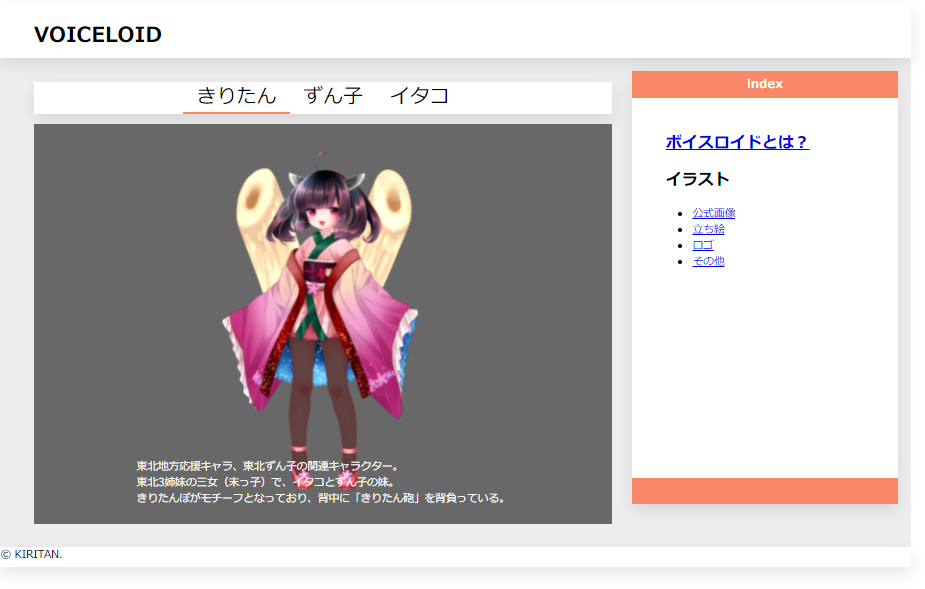 VOICELOID
きりたん ずん子 イタコ
東北地方応援キャラ、東北ずん子の関連キャラクター。
東北3姉妹の三女（末っ子）で、イタコとずん子の妹。
きりたんぽがモチーフとなっており、背中に「きりたん砲」を背負っている。
index
ボイスロイドとは？
イラスト
公式画像
立ち絵
ロゴ
その他
© KIRITAN.